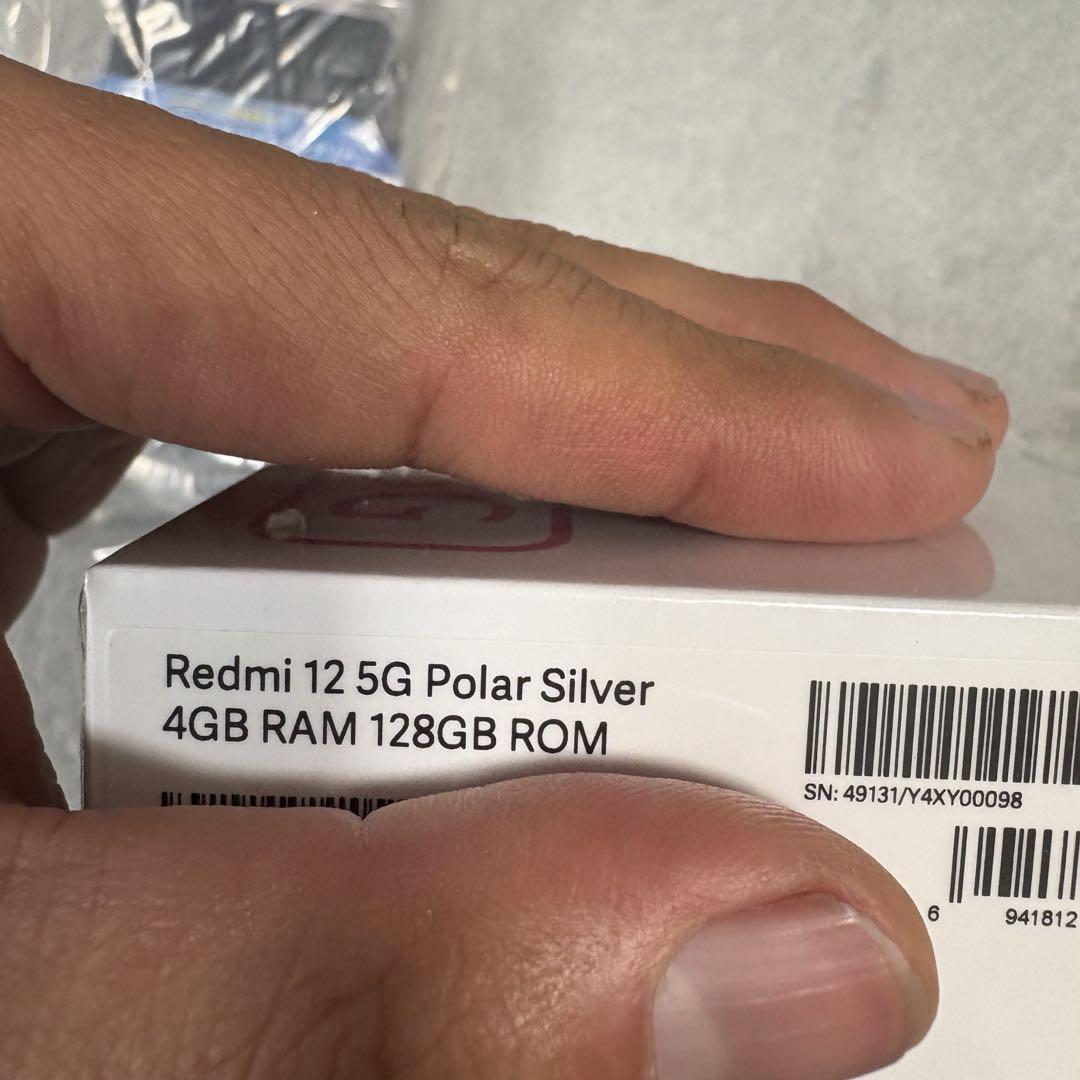 Redmi 12 5G Polar Silver
4GB RAM 128GB ROM
SN: 49131/Y4XY00098
6 941812